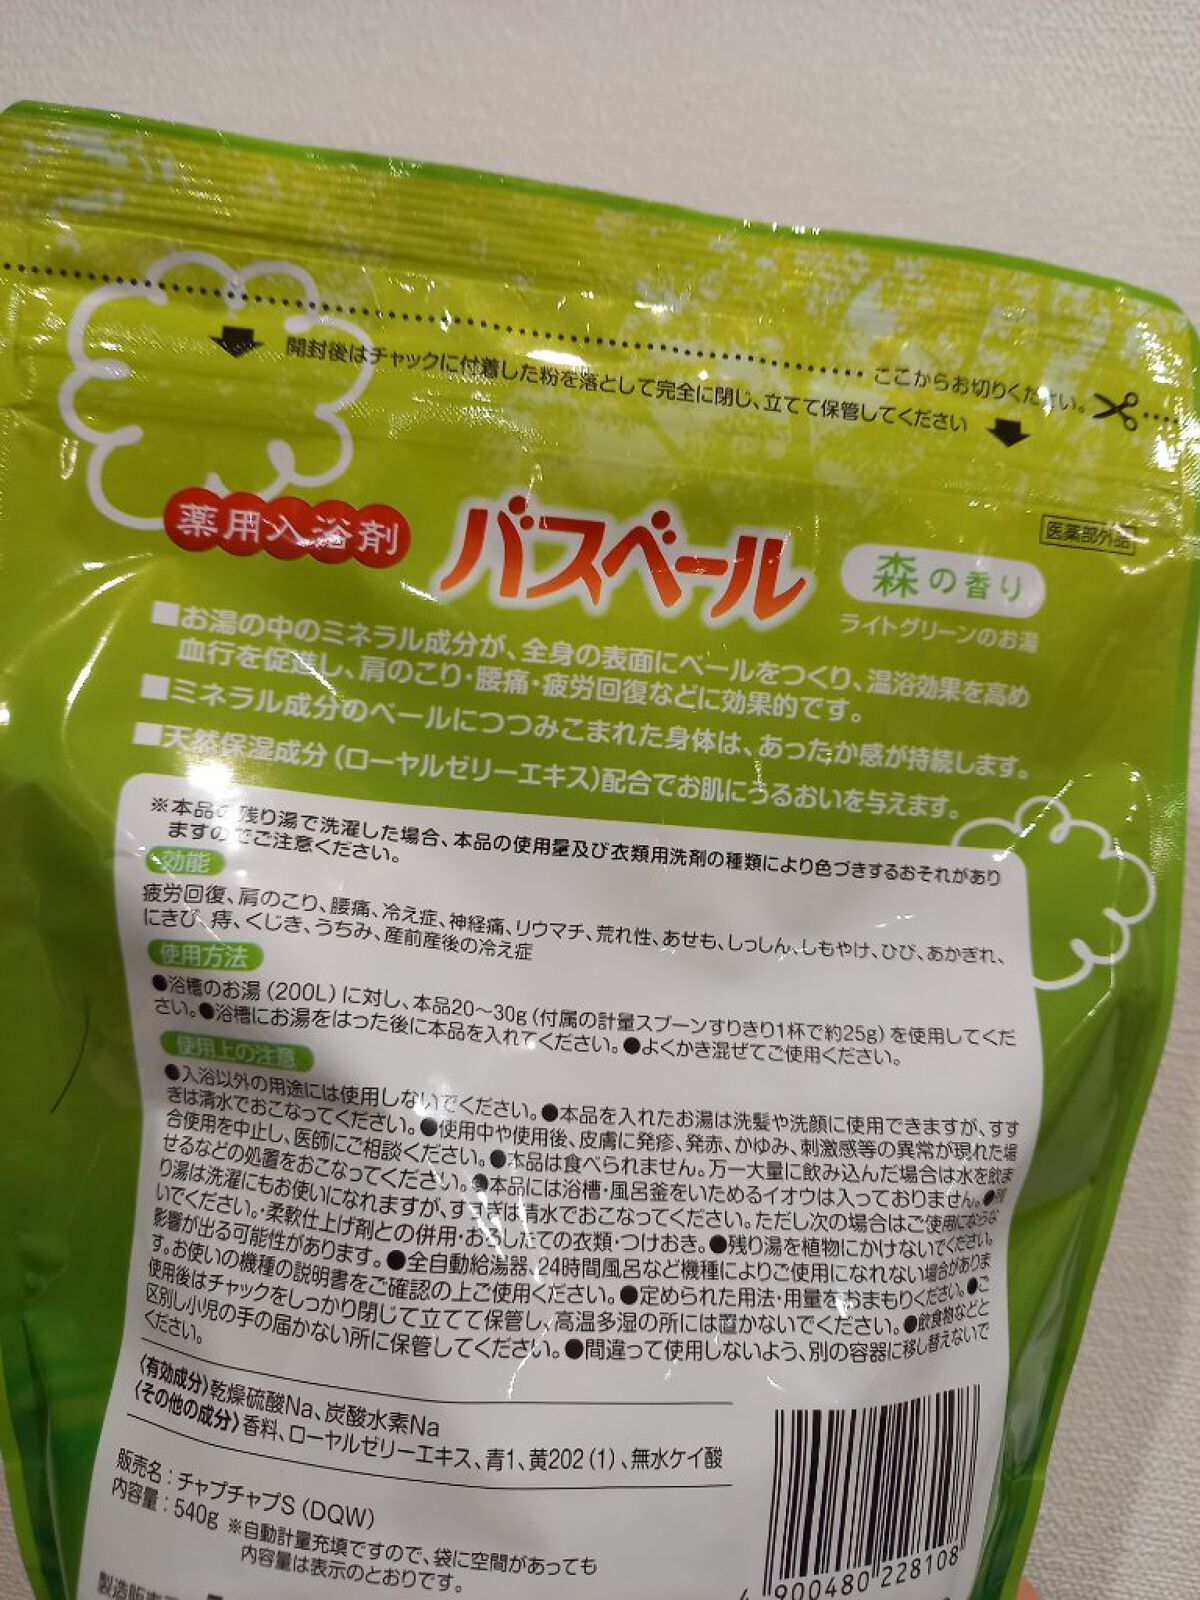 ここからお切りください。
開封後はチャックに付着した粉を落として完全に閉じ、立てて保管してください
薬用入浴剤
バスベール
医薬部外品
森の香り
ライトグリーンのお湯
■お湯の中のミネラル成分が、全身の表面にベールをつくり、温浴効果を高め
血行を促進し、肩のこり・腰痛・疲労回復などに効果的です。
■ミネラル成分のベールにつつみこまれた身体は、あったか感が持続します。
■天然保湿成分(ローヤルゼリーエキス)配合でお肌にうるおいを与えます。
※本品の残り湯で洗濯した場合、本品の使用量及び衣類用洗剤の種類により色づきするおそれがあり
ますのでご注意ください。
効能
疲労回復、肩のこり、腰痛、冷え症、神経痛、リウマチ、荒れ性、あせも、しっしん、しもやけ、ひび、あかぎれ、
にきび、痔、くじき、うちみ、産前産後の冷え症
使用方法
●浴槽のお湯(200L)に対し、本品20～30g(付属の計量スプーンすりきり1杯で約25g)を使用してくだ
さい。●浴槽にお湯をはった後に本品を入れてください。●よくかき混ぜてご使用ください。
使用上の注意
●入浴以外の用途には使用しないでください。●本品を入れたお湯は洗髪や洗顔に使用できますが、すす
ぎは清水でおこなってください。●使用中や使用後、皮膚に発疹、発赤、かゆみ、刺激感等の異常が現れた場
合使用を中止し、医師にご相談ください。●本品は食べられません。万一大量に飲み込んだ場合は水を飲ま
せるなどの処置をおこなってください。●本品には浴槽・風呂釜をいためるイオウは入っておりません。●残
り湯は洗濯にもお使いになれますが、すすぎは清水でおこなってください。ただし次の場合はご使用にならな
いでください。・柔軟仕上げ剤との併用・おろしたての衣類・つけおき。●残り湯を植物にかけないでください。
影響が出る可能性があります。●全自動給湯器、24時間風呂など機種によりご使用になれない場合がありま
す。お使いの機種の説明書をご確認の上ご使用ください。●定められた用法・用量をおまもりください。●ご
使用後はチャックをしっかり閉じて立てて保管し、高温多湿の所には置かないでください。●飲食物などと
区別し小児の手の届かない所に保管してください。●間違って使用しないよう、別の容器に移し替えないで
ください。
〈有効成分〉乾燥硫酸Na、炭酸水素Na
〈その他の成分〉香料、ローヤルゼリーエキス、青1、黄202(1)、無水ケイ酸
販売名：チャプチャプS(DQW)
内容量：540g ※自動計量充填ですので、袋に空間があっても
内容量は表示のとおりです。
4 900480 228108
製造販売